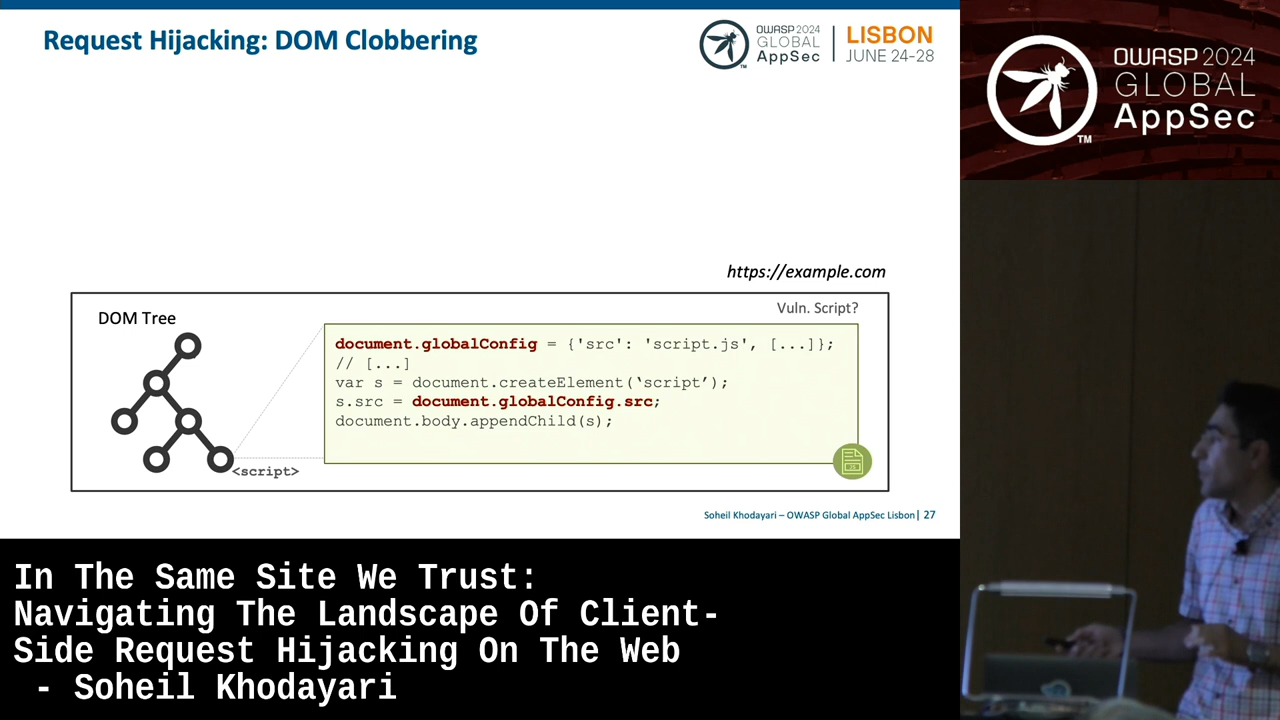 Request Hijacking: DOM Clobbering
OWASP 2024
GLOBAL
AppSec
TM
LISBON
JUNE 24-28
OWASP 2024
GLOBAL
AppSec
TM
https://example.com
DOM Tree
Vuln. Script?
document.globalConfig = {'src': 'script.js', [...]};
// [...]
var s = document.createElement(‘script’);
s.src = document.globalConfig.src;
document.body.appendChild(s);
<script>
JS
Soheil Khodayari – OWASP Global AppSec Lisbon| 27
In The Same Site We Trust:
Navigating The Landscape Of Client-
Side Request Hijacking On The Web
- Soheil Khodayari